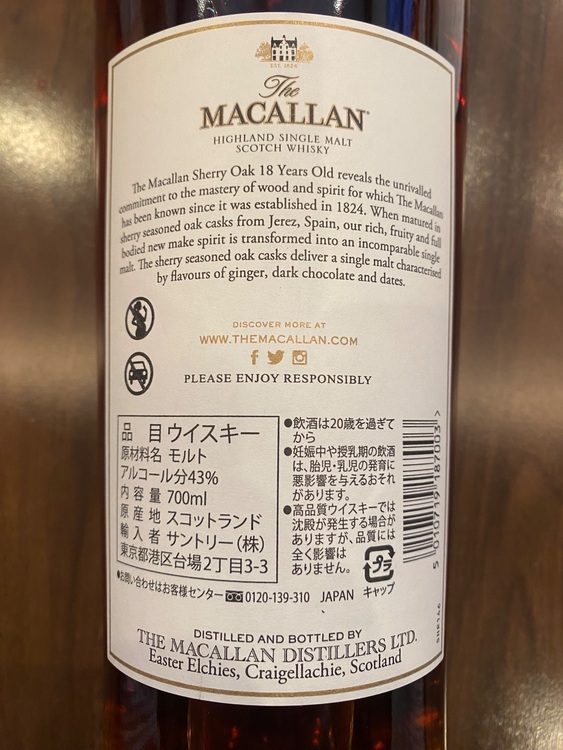 EST. 1824
The
MACALLAN
HIGHLAND SINGLE MALT
SCOTCH WHISKY
The Macallan Sherry Oak 18 Years Old reveals the unrivalled
commitment to the mastery of wood and spirit for which The Macallan
has been known since it was established in 1824. When matured in
sherry seasoned oak casks from Jerez, Spain, our rich, fruity and full
bodied new make spirit is transformed into an incomparable single
malt. The sherry seasoned oak casks deliver a single malt characterised
by flavours of ginger, dark chocolate and dates.
DISCOVER MORE AT
WWW.THEMACALLAN.COM
PLEASE ENJOY RESPONSIBLY
品 目 ウイスキー
原材料名 モルト
アルコール分43%
内容量 700ml
原産地 スコットランド
輸入者 サントリー(株)
東京都港区台場2丁目3-3
●飲酒は20歳を過ぎて
から
●妊娠中や授乳期の飲酒
は、胎児・乳児の発育に
悪影響を与えるおそれ
があります。
●高品質ウイスキーでは
沈殿が発生する場合が
ありますが、品質には
全く影響は
ありません。
プラ
キャップ
5 010719 187003 >
●お問い合わせはお客様センター 0120-139-310 JAPAN
DISTILLED AND BOTTLED BY
THE MACALLAN DISTILLERS LTD.
Easter Elchies, Craigellachie, Scotland